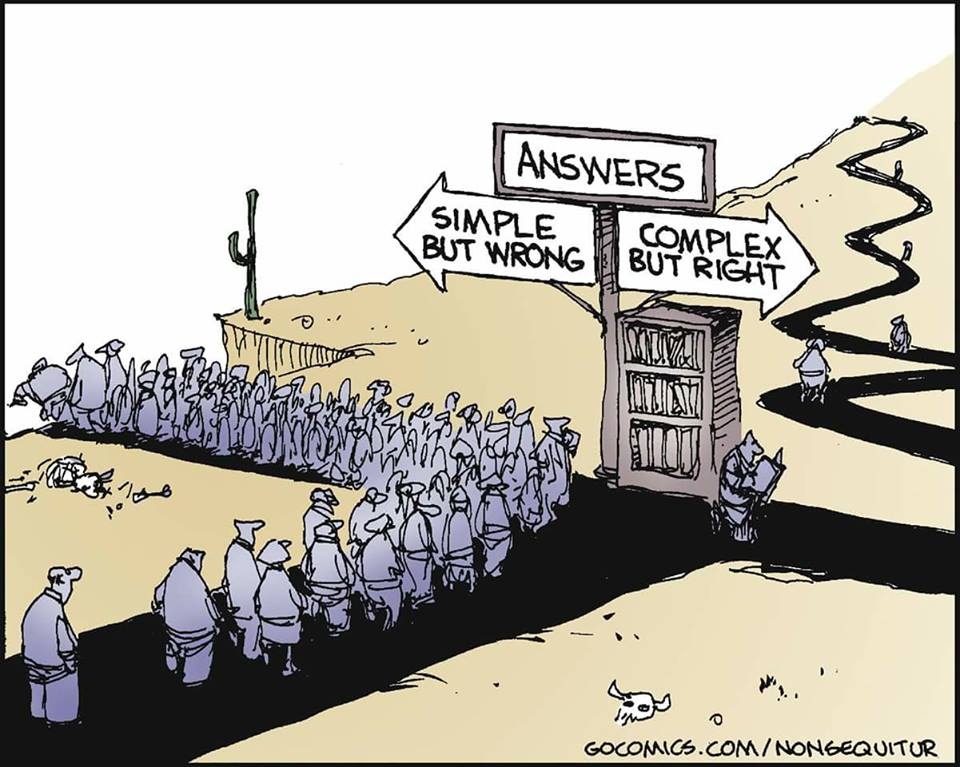 ANSWERS
SIMPLE
BUT WRONG
COMPLEX
BUT RIGHT
GOCOMICS.COM/NONSEQUITUR